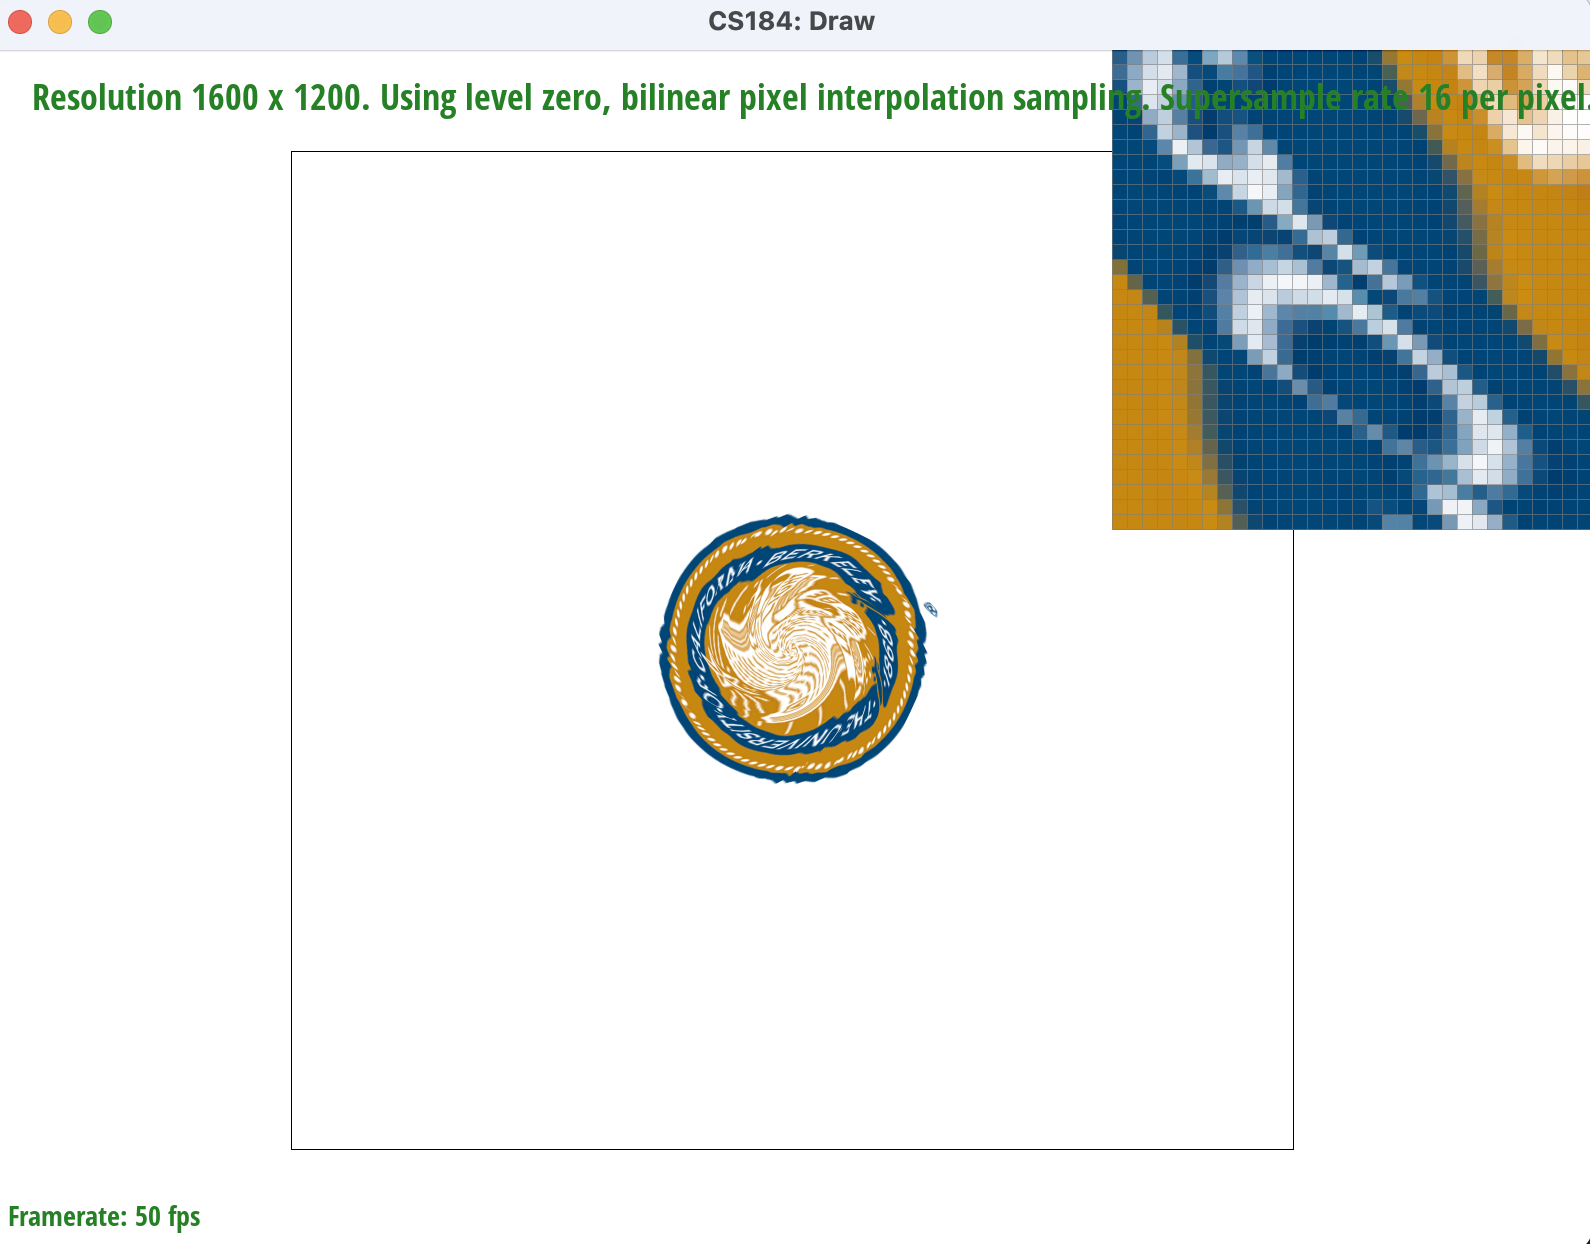 CS184: Draw
Resolution 1600 x 1200. Using level zero, bilinear pixel interpolation sampling. Supersample rate 16 per pixel.
CALIFORNIA · BERKELEY
·1868·
·THE UNIVERSITY OF
Framerate: 50 fps